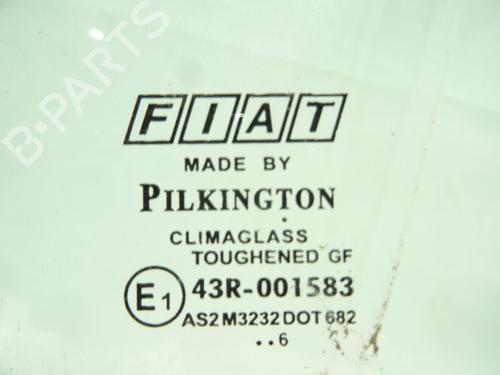 B-PARTS
FIAT
MADE BY
PILKINGTON
CLIMAGLASS
TOUGHENED GF
E1 43R-001583
AS2 M3232 DOT 682
..6